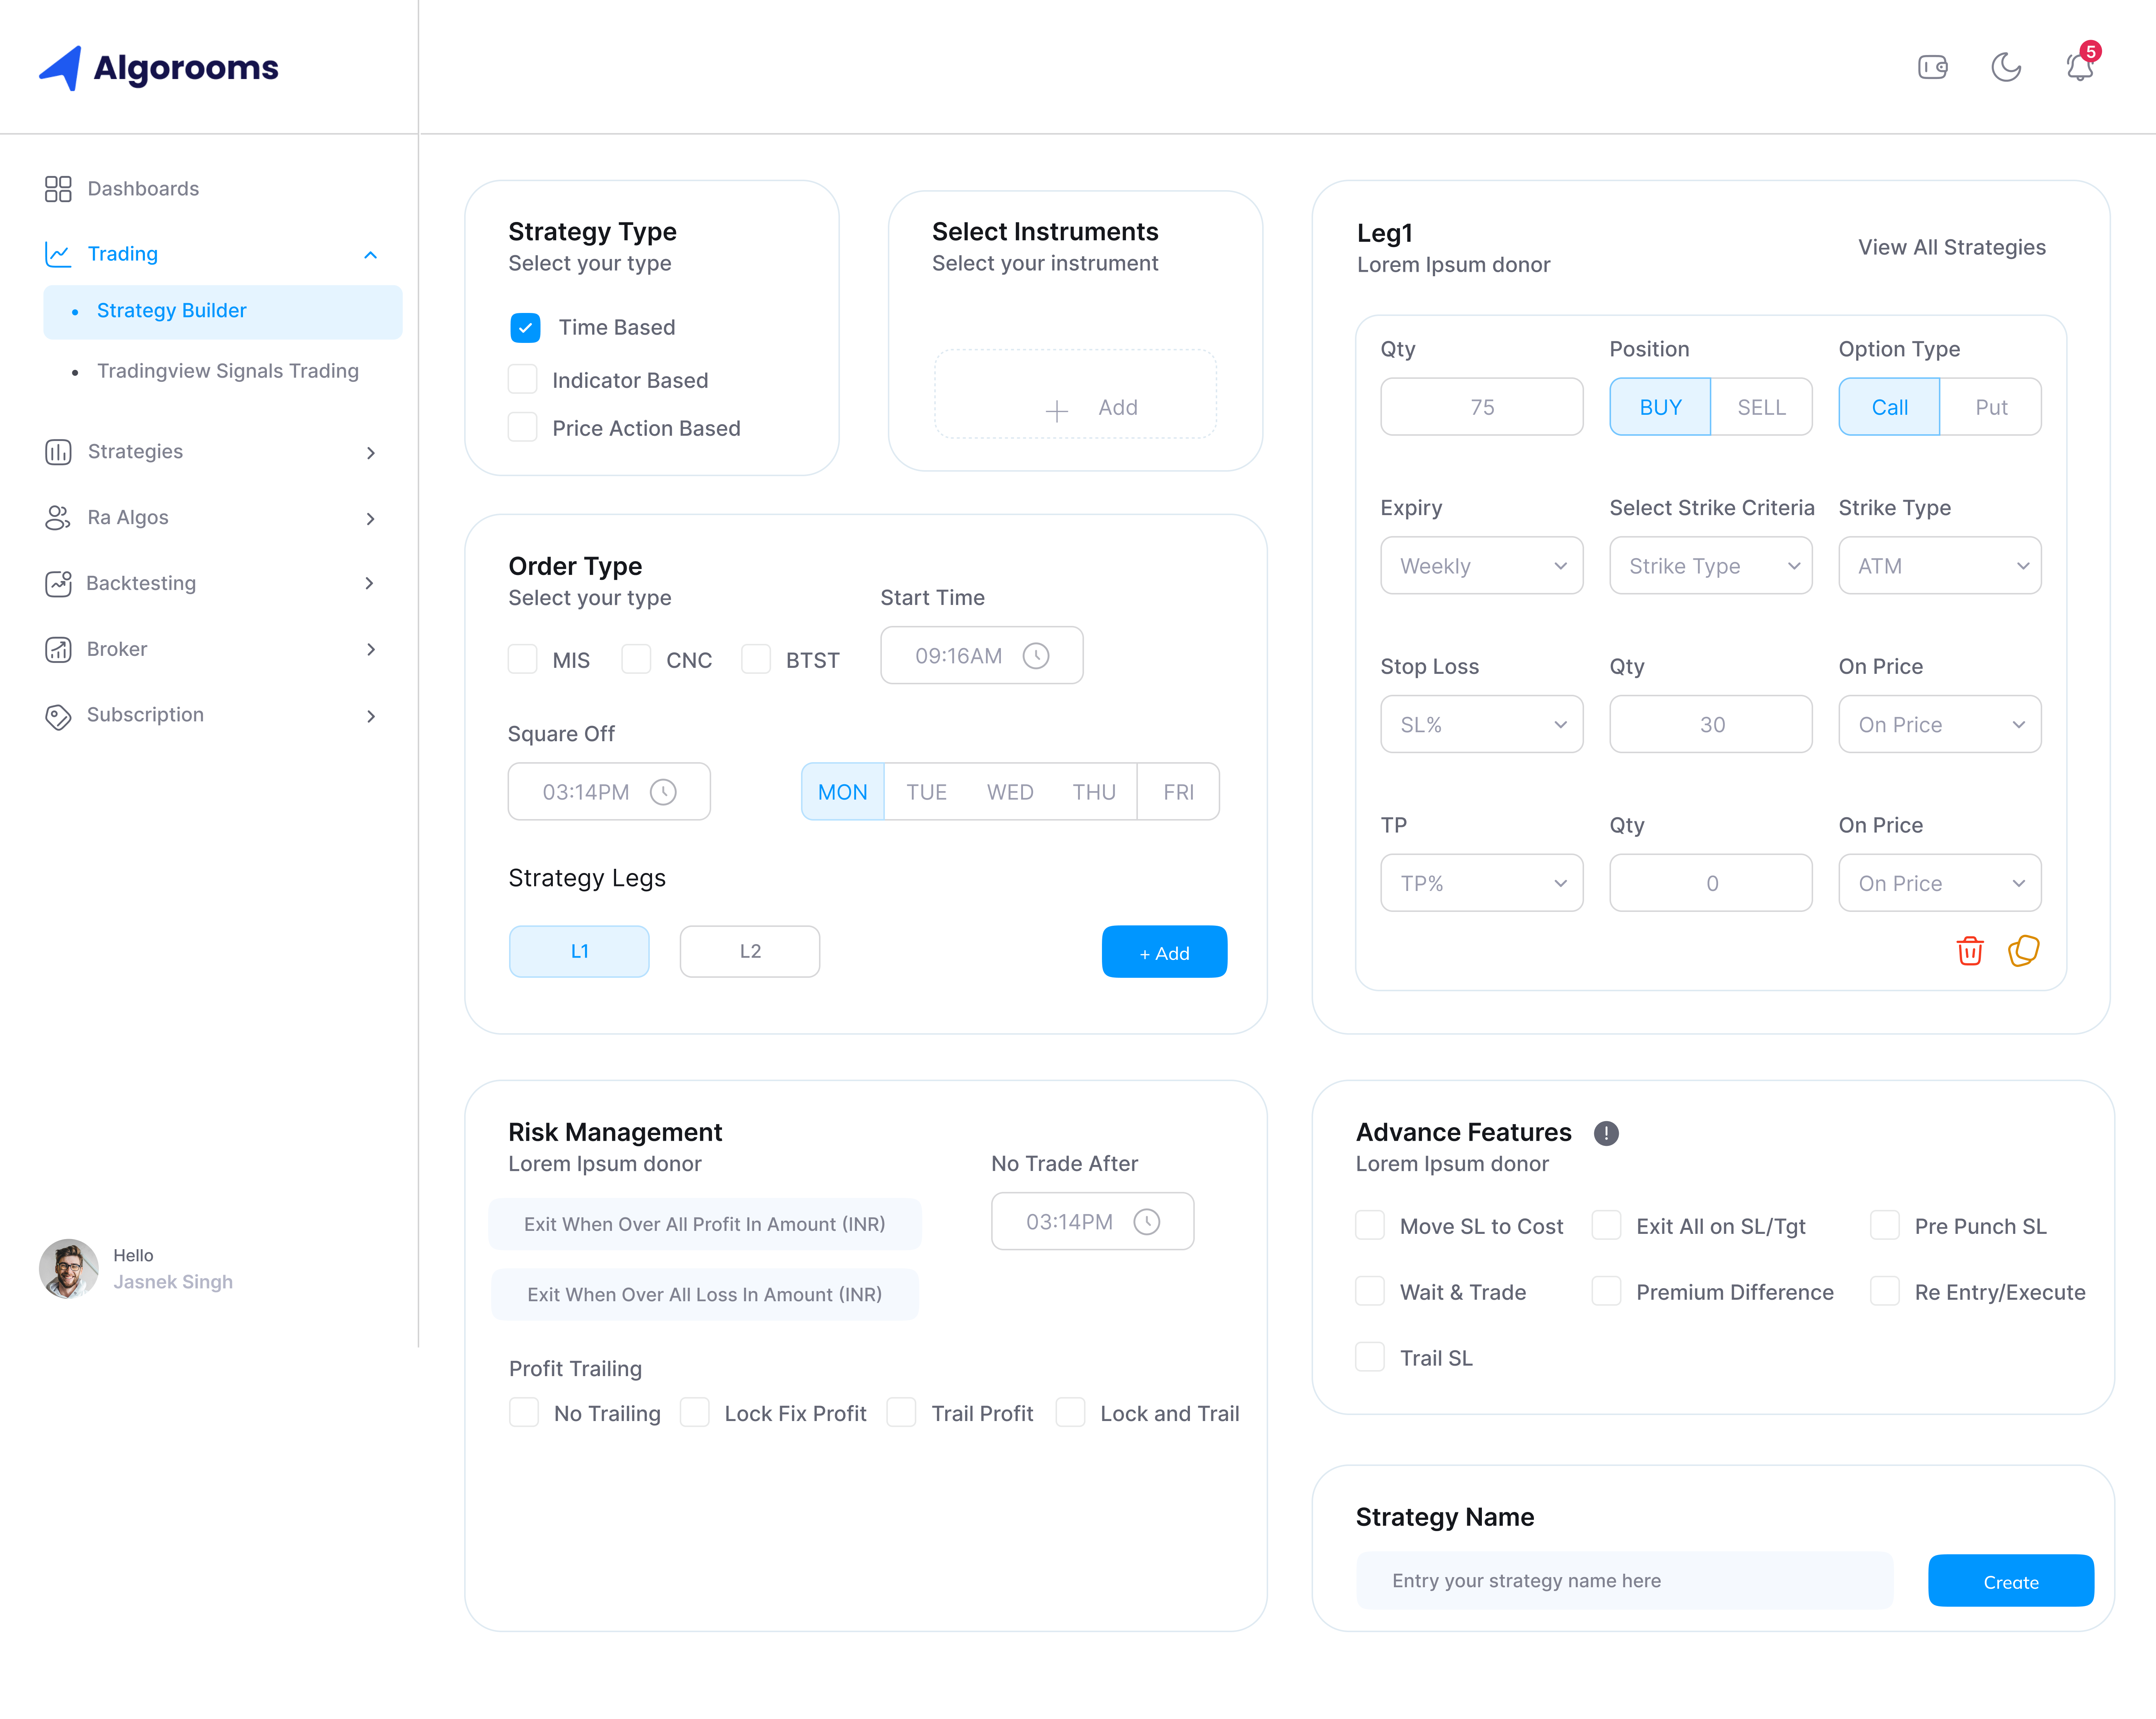 Algorooms
5
Dashboards
Trading
Strategy Builder
Tradingview Signals Trading
Strategies
Ra Algos
Backtesting
Broker
Subscription
Hello
Jasnek Singh
Strategy Type
Select your type
Time Based
Indicator Based
Price Action Based
Select Instruments
Select your instrument
Add
Order Type
Select your type
MIS CNC BTST
Start Time
09:16AM
Square Off
03:14PM
MON TUE WED THU FRI
Strategy Legs
L1 L2 + Add
Leg1
Lorem Ipsum donor
View All Strategies
Qty Position Option Type
75 BUY SELL Call Put
Expiry Select Strike Criteria Strike Type
Weekly Strike Type ATM
Stop Loss Qty On Price
SL% 30 On Price
TP Qty On Price
TP% 0 On Price
Risk Management
Lorem Ipsum donor
Exit When Over All Profit In Amount (INR)
Exit When Over All Loss In Amount (INR)
No Trade After
03:14PM
Profit Trailing
No Trailing Lock Fix Profit Trail Profit Lock and Trail
Advance Features !
Lorem Ipsum donor
Move SL to Cost Exit All on SL/Tgt Pre Punch SL
Wait & Trade Premium Difference Re Entry/Execute
Trail SL
Strategy Name
Entry your strategy name here
Create